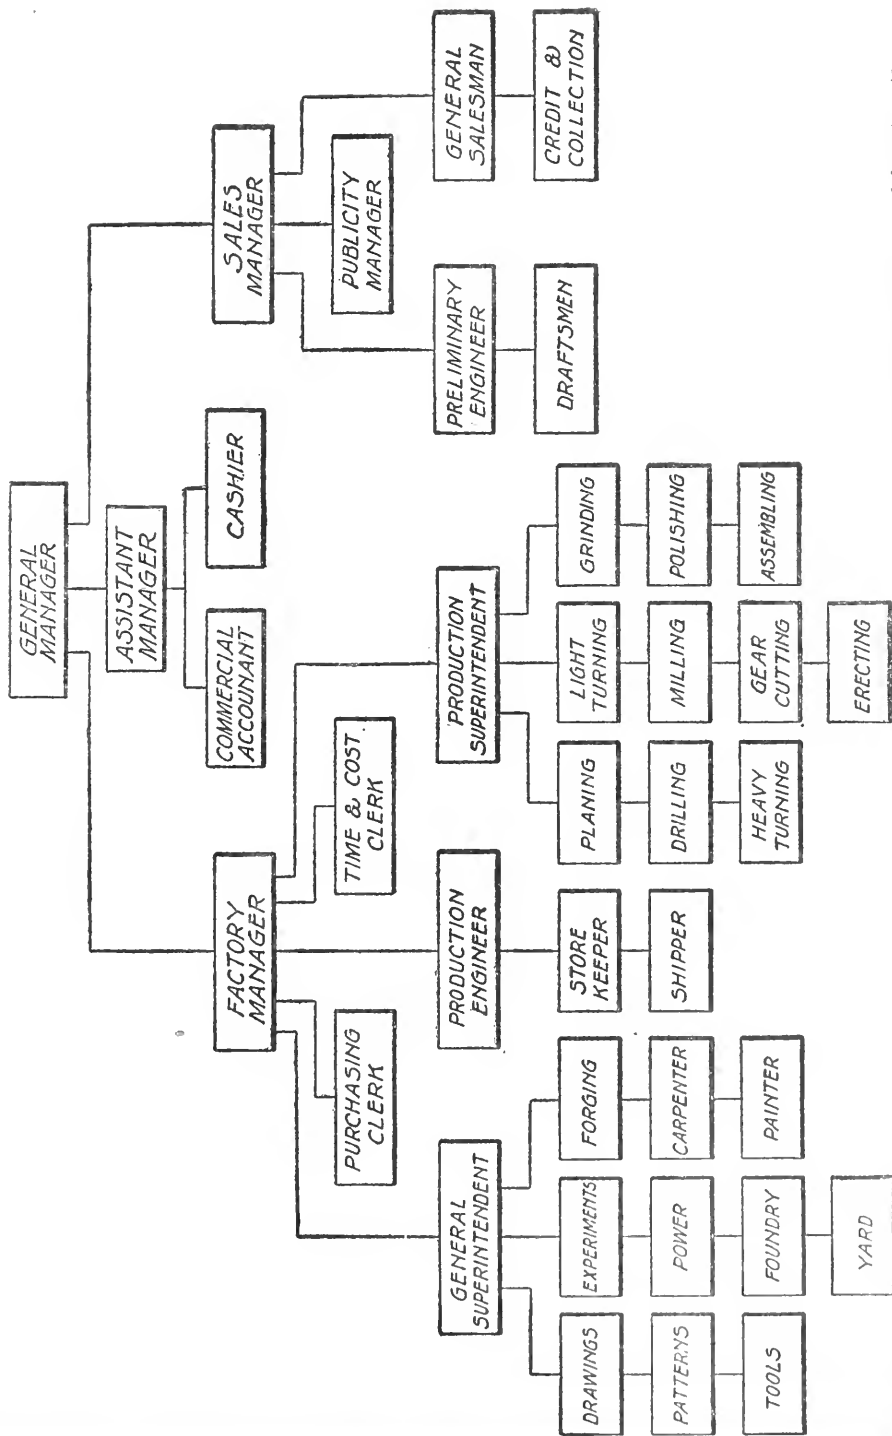 GENERAL
MANAGER
ASSISTANT
MANAGER
FACTORY
MANAGER
COMMERCIAL
ACCOUNANT
CASHIER
SALES
MANAGER
PURCHASING
CLERK
TIME & COST
CLERK
PUBLICITY
MANAGER
GENERAL
SUPERINTENDENT
PRODUCTION
ENGINEER
PRODUCTION
SUPERINTENDENT
PRELIMINARY
ENGINEER
GENERAL
SALESMAN
DRAWINGS
EXPERIMENTS
FORGING
STORE
KEEPER
PLANING
LIGHT
TURNING
GRINDING
DRAFTSMEN
CREDIT &
COLLECTION
PATTERNS
POWER
CARPENTER
SHIPPER
DRILLING
MILLING
POLISHING
TOOLS
FOUNDRY
PAINTER
HEAVY
TURNING
GEAR
CUTTING
ASSEMBLING
YARD
ERECTING